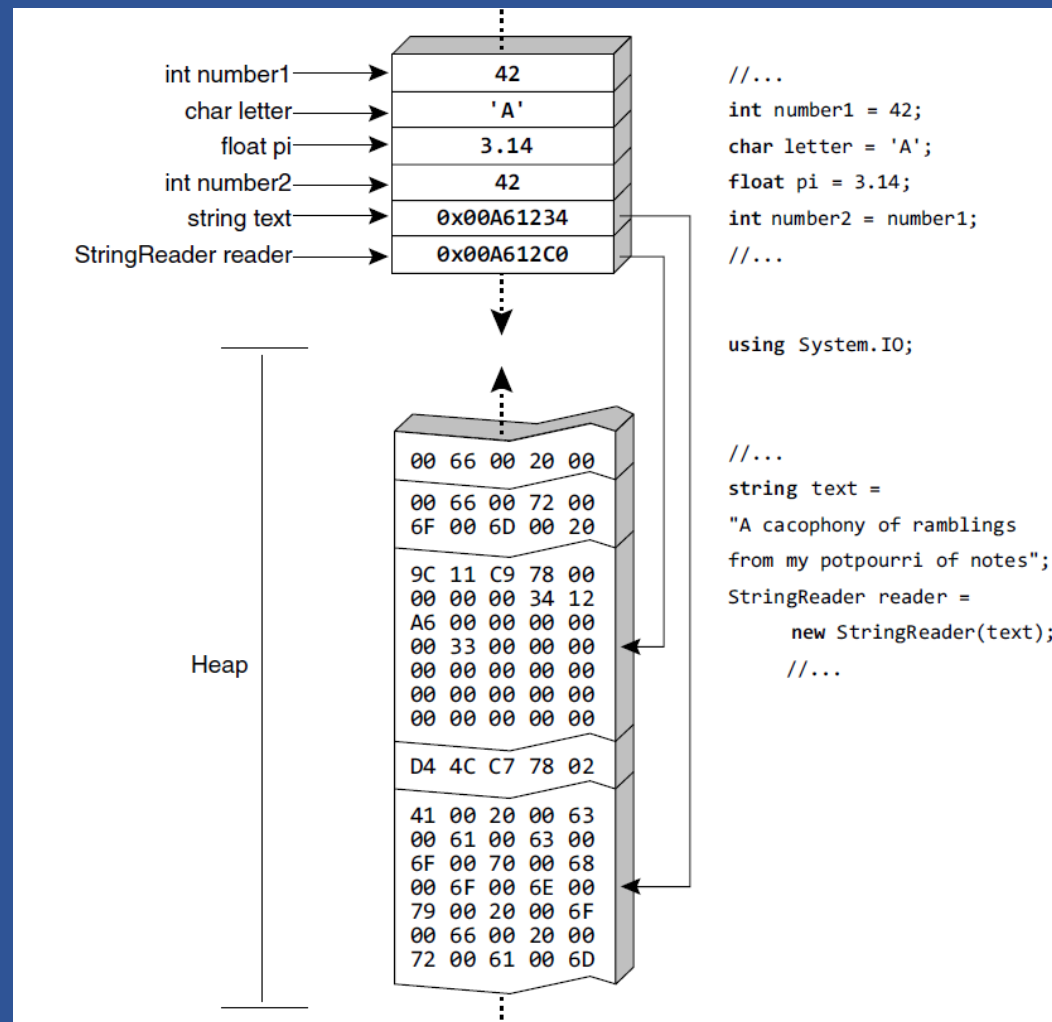 int number1
42
char letter
'A'
float pi
3.14
int number2
42
string text
0x00A61234
StringReader reader
0x00A612C0
Heap
00 66 00 20 00
00 66 00 72 00
6F 00 6D 00 20
9C 11 C9 78 00
00 00 00 34 12
A6 00 00 00 00
00 33 00 00 00
00 00 00 00 00
00 00 00 00 00
00 00 00 00 00
D4 4C C7 78 02
41 00 20 00 63
00 61 00 63 00
6F 00 70 00 68
00 6F 00 6E 00
79 00 20 00 6F
00 66 00 20 00
72 00 61 00 6D
//...
int number1 = 42;
char letter = 'A';
float pi = 3.14;
int number2 = number1;
//...
using System.IO;
//...
string text =
"A cacophony of ramblings
from my potpourri of notes";
StringReader reader =
new StringReader(text);
//...